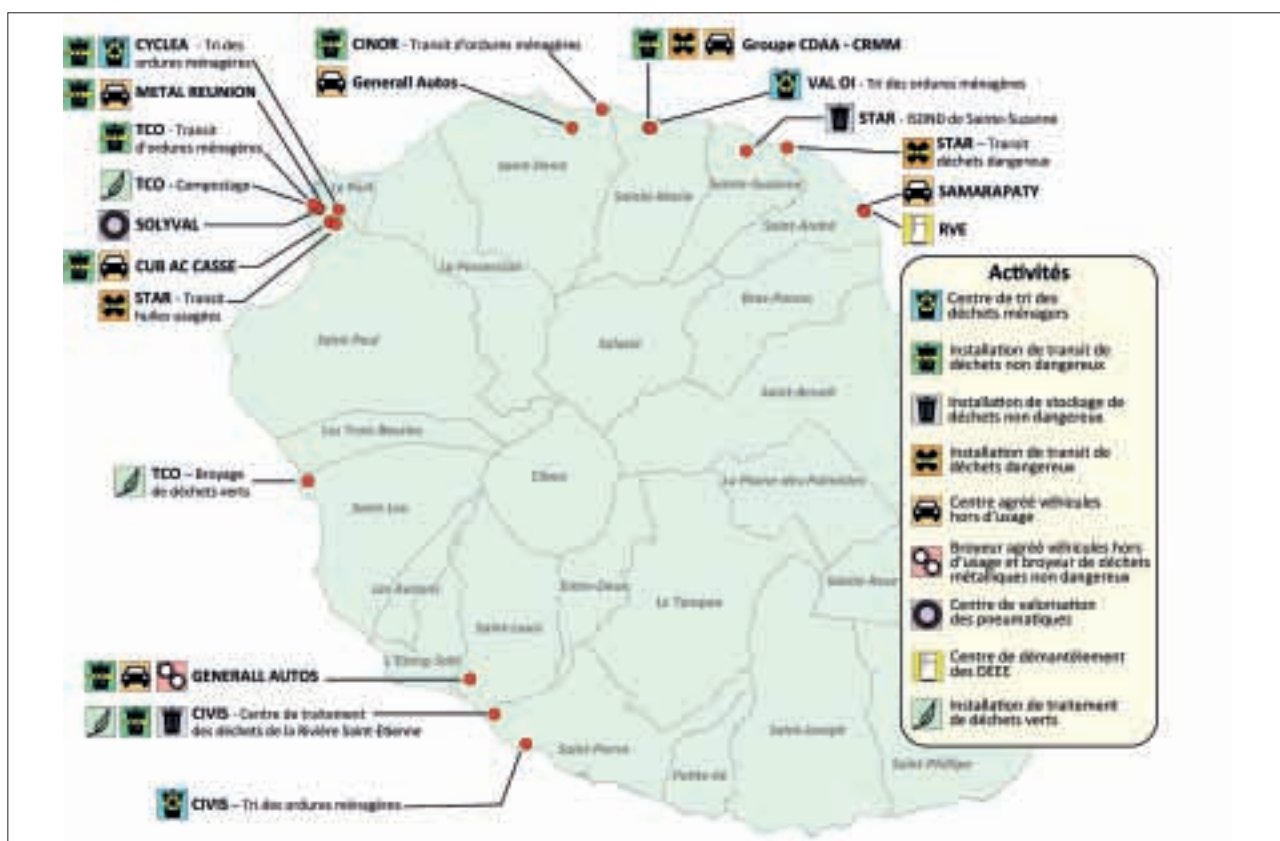 CYCLEA - Tri des
ordures ménagères
METAL REUNION
TCO - Transit
d'ordures ménagères
TCO - Compostage
SOLYVAL
CUB AC CASSE
STAR - Transit
huiles usagées
CINOR - Transit d'ordures ménagères
Generall Autos
Groupe CDAA - CRMM
VAL OI - Tri des ordures ménagères
STAR - ISDND de Sainte-Suzanne
STAR - Transit
déchets dangereux
SAMARAPATY
RVE
Le Port
Saint-Denis
Sainte-Marie
Sainte-Suzanne
Saint-André
La Possession
Bras-Panon
Salazie
Saint-Paul
Saint-Benoît
Les Trois-Bassins
Cilaos
La Plaine-des-Palmistes
TCO - Broyage
de déchets verts
Saint-Leu
Les Avirons
Entre-Deux
Le Tampon
Sainte-Rose
Saint-Louis
L'Etang-Salé
GENERALL AUTOS
CIVIS - Centre de traitement
des déchets de la Rivière Saint-Etienne
Saint-Pierre
Petite-Ile
Saint-Joseph
Saint-Philippe
CIVIS - Tri des ordures ménagères
Activités
Centre de tri des
déchets ménagers
Installation de transit de
déchets non dangereux
Installation de stockage de
déchets non dangereux
Installation de transit de
déchets dangereux
Centre agréé véhicules
hors d'usage
Broyeur agréé véhicules hors
d'usage et broyeur de déchets
métalliques non dangereux
Centre de valorisation
des pneumatiques
Centre de démantèlement
des DEEE
Installation de traitement
de déchets verts